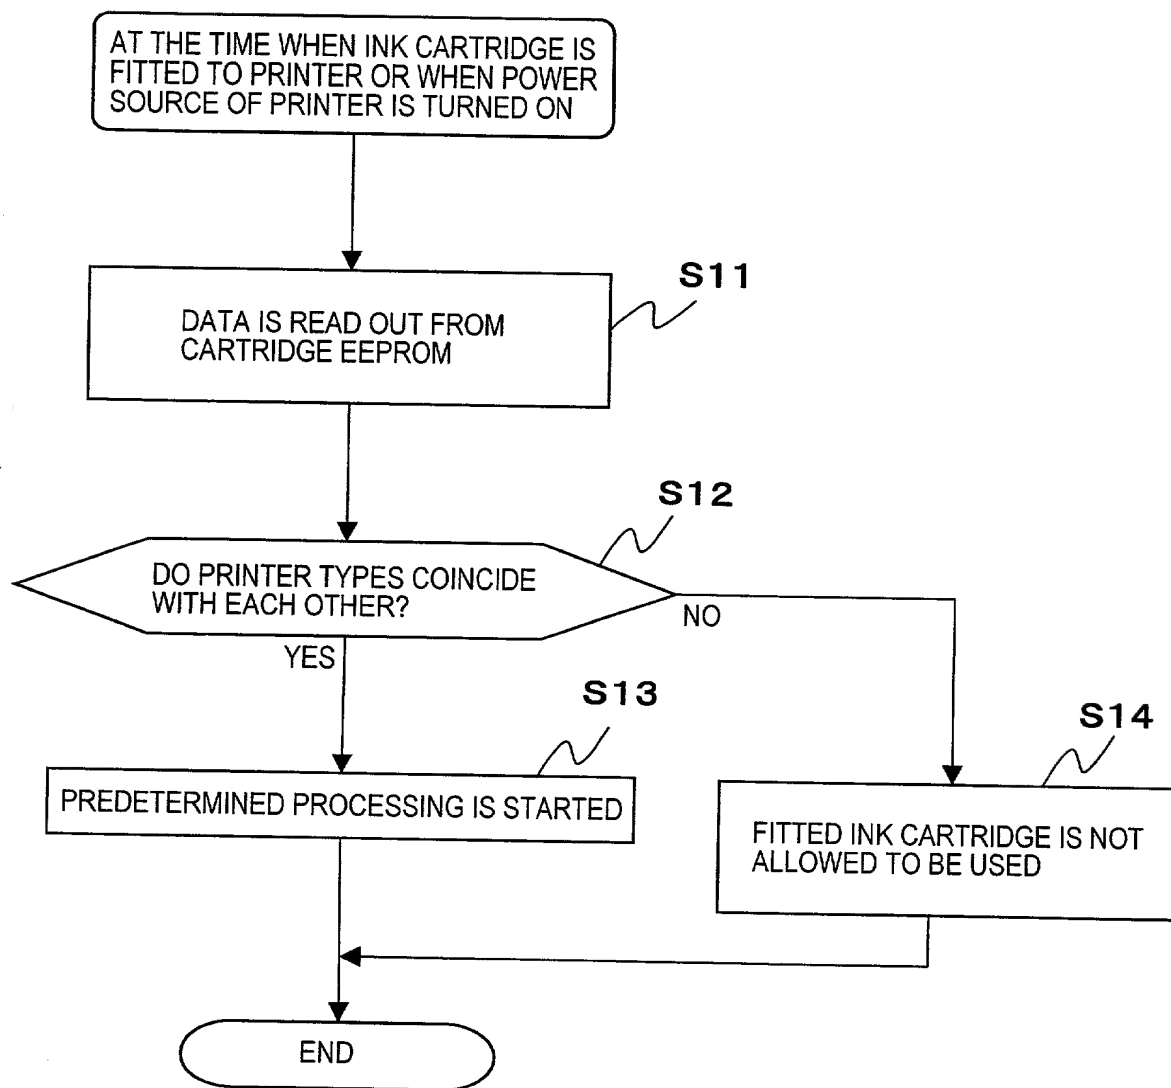 AT THE TIME WHEN INK CARTRIDGE IS
FITTED TO PRINTER OR WHEN POWER
SOURCE OF PRINTER IS TURNED ON
S11
DATA IS READ OUT FROM
CARTRIDGE EEPROM
S12
DO PRINTER TYPES COINCIDE
WITH EACH OTHER?
NO
YES
S13
S14
PREDETERMINED PROCESSING IS STARTED
FITTED INK CARTRIDGE IS NOT
ALLOWED TO BE USED
END